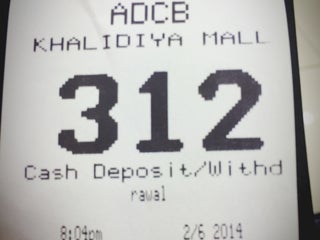 ADCB
KHALIDIYA MALL
312
Cash Deposit/Withd
rawal
8:04pm 2/6 2014